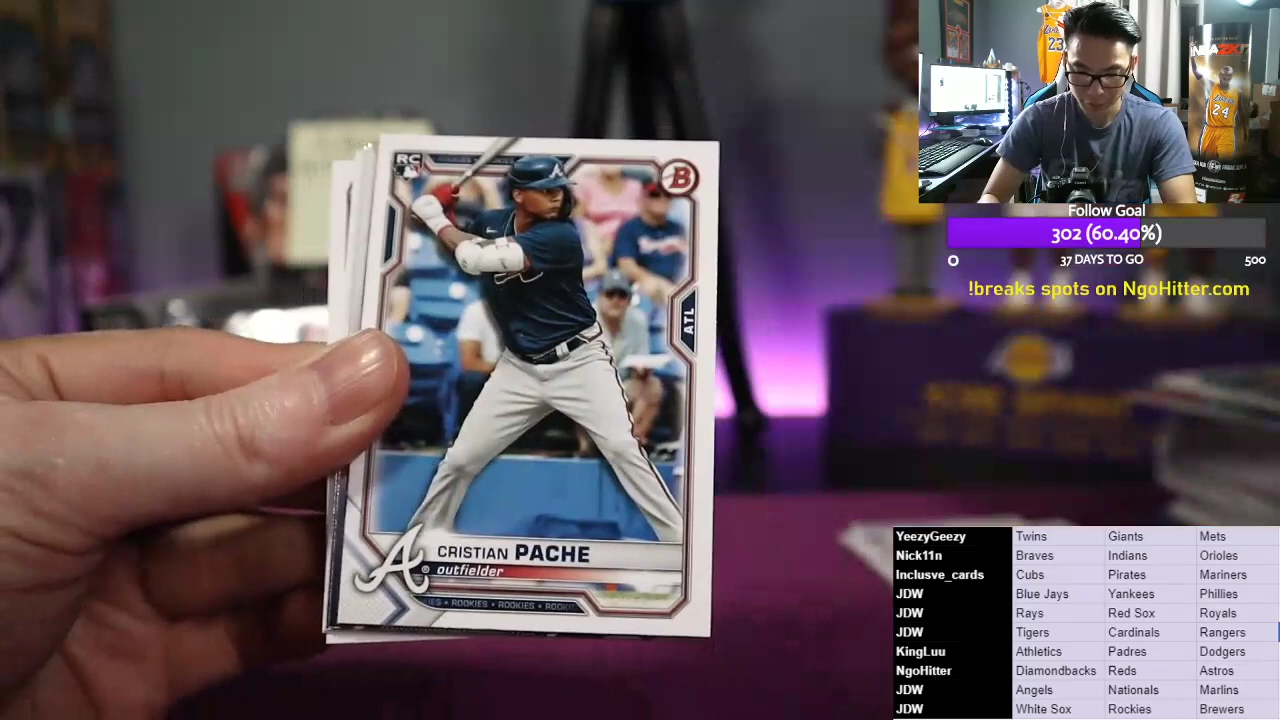 RC
B
ATL
CRISTIAN PACHE
outfielder
ROOKIES • ROOKIES
NBA2K17
24
23
Follow Goal
302 (60.40%)
0 37 DAYS TO GO 500
!breaks spots on NgoHitter.com
YeezyGeezy Twins Giants Mets
Nick11n Braves Indians Orioles
Inclusve_cards Cubs Pirates Mariners
JDW Blue Jays Yankees Phillies
JDW Rays Red Sox Royals
JDW Tigers Cardinals Rangers
KingLuu Athletics Padres Dodgers
NgoHitter Diamondbacks Reds Astros
JDW Angels Nationals Marlins
JDW White Sox Rockies Brewers